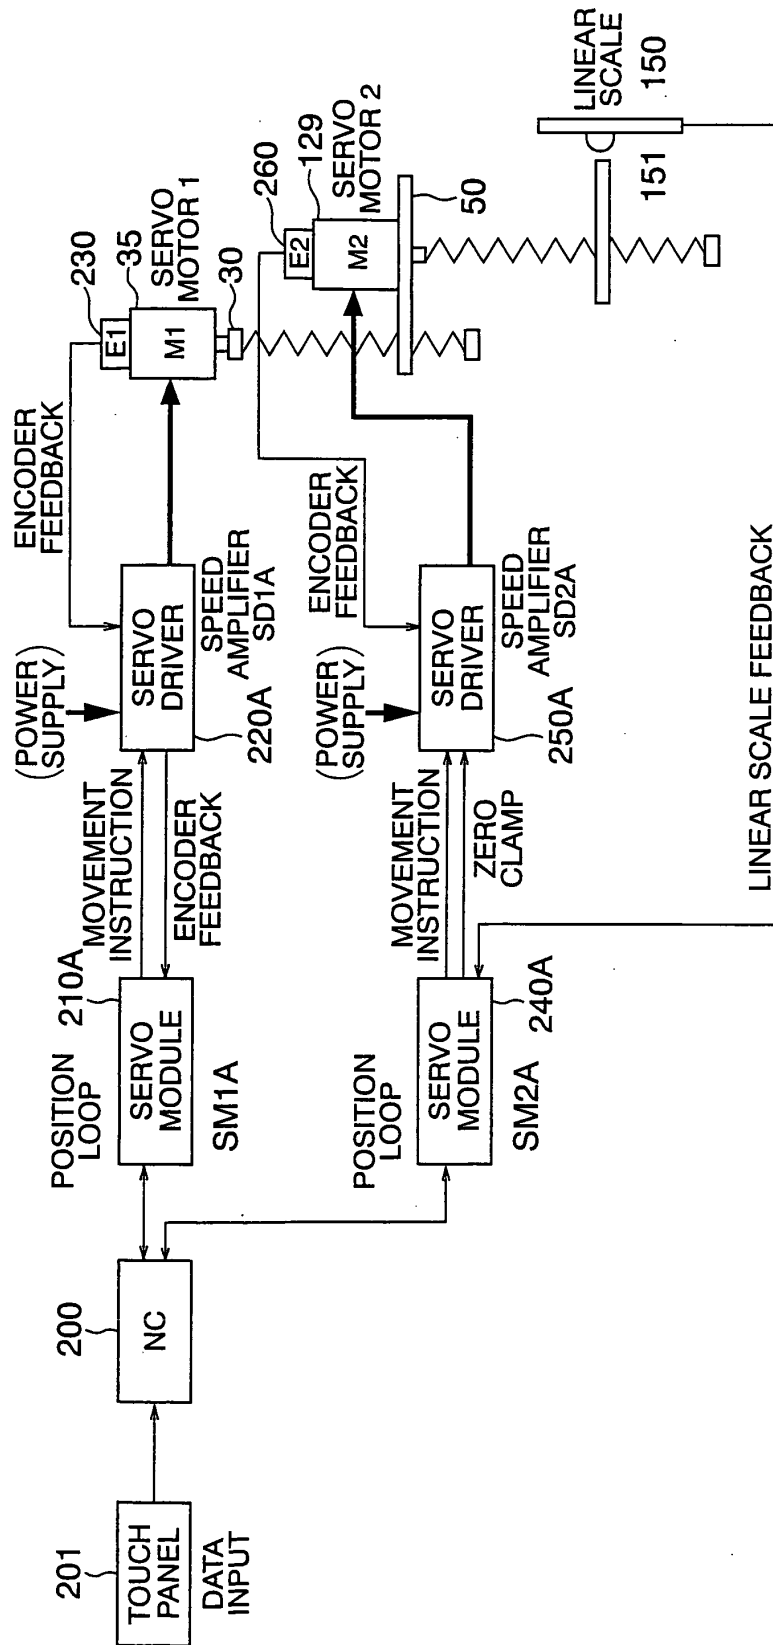 201
TOUCH
PANEL
DATA
INPUT
200
NC
POSITION
LOOP
210A
SERVO
MODULE
SM1A
MOVEMENT
INSTRUCTION
ENCODER
FEEDBACK
(POWER
SUPPLY)
SERVO
DRIVER
220A
SPEED
AMPLIFIER
SD1A
ENCODER
FEEDBACK
230
35
E1
M1
SERVO
MOTOR 1
30
POSITION
LOOP
SERVO
MODULE
240A
SM2A
MOVEMENT
INSTRUCTION
ZERO
CLAMP
(POWER
SUPPLY)
SERVO
DRIVER
250A
SPEED
AMPLIFIER
SD2A
ENCODER
FEEDBACK
260
129
E2
M2
SERVO
MOTOR 2
50
LINEAR
SCALE
150
151
LINEAR SCALE FEEDBACK